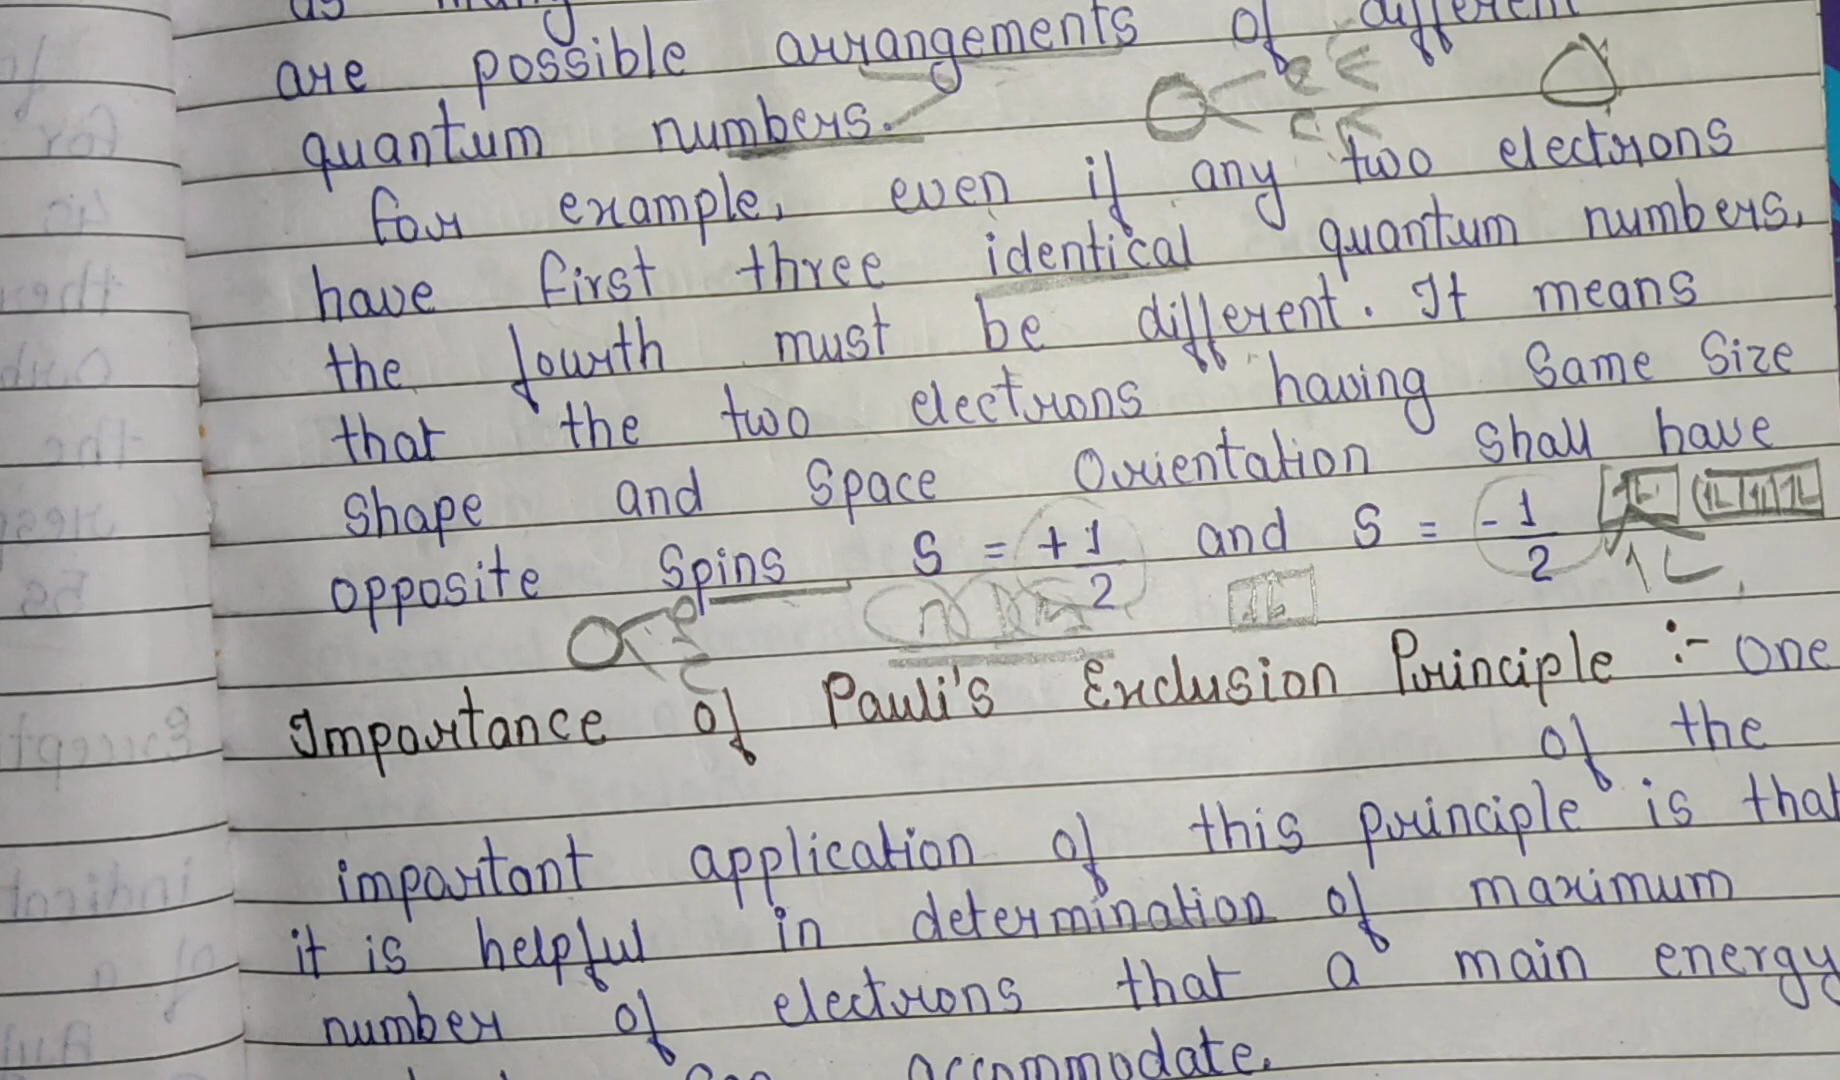 are possible arrangements of different
quantum numbers.
for example, even if any two electrons
have first three identical quantum numbers,
the fourth must be different. It means
that the two electrons having Same Size
Shape and Space Orientation Shall have
opposite Spins S = +1/2 and S = -1/2
Importance of Pauli's Exclusion Principle :- One
of the
important application of this principle is that
it is helpful in determination of maximum
number of electrons that a main energy
accommodate.